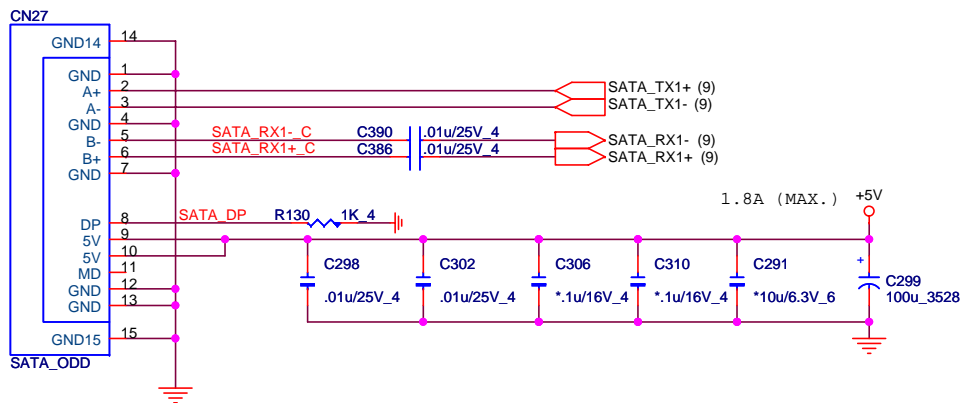 CN27
GND14 14
GND 1
A+ 2
A- 3
GND 4
B- 5
B+ 6
GND 7
DP 8
5V 9
5V 10
MD 11
GND 12
GND 13
GND15 15
SATA_ODD
SATA_TX1+ (9)
SATA_TX1- (9)
SATA_RX1-_C C390 .01u/25V_4 SATA_RX1- (9)
SATA_RX1+_C C386 .01u/25V_4 SATA_RX1+ (9)
1.8A (MAX.) +5V
SATA_DP R130 1K_4
C298
.01u/25V_4
C302
.01u/25V_4
C306
*.1u/16V_4
C310
*.1u/16V_4
C291
*10u/6.3V_6
+
C299
100u_3528